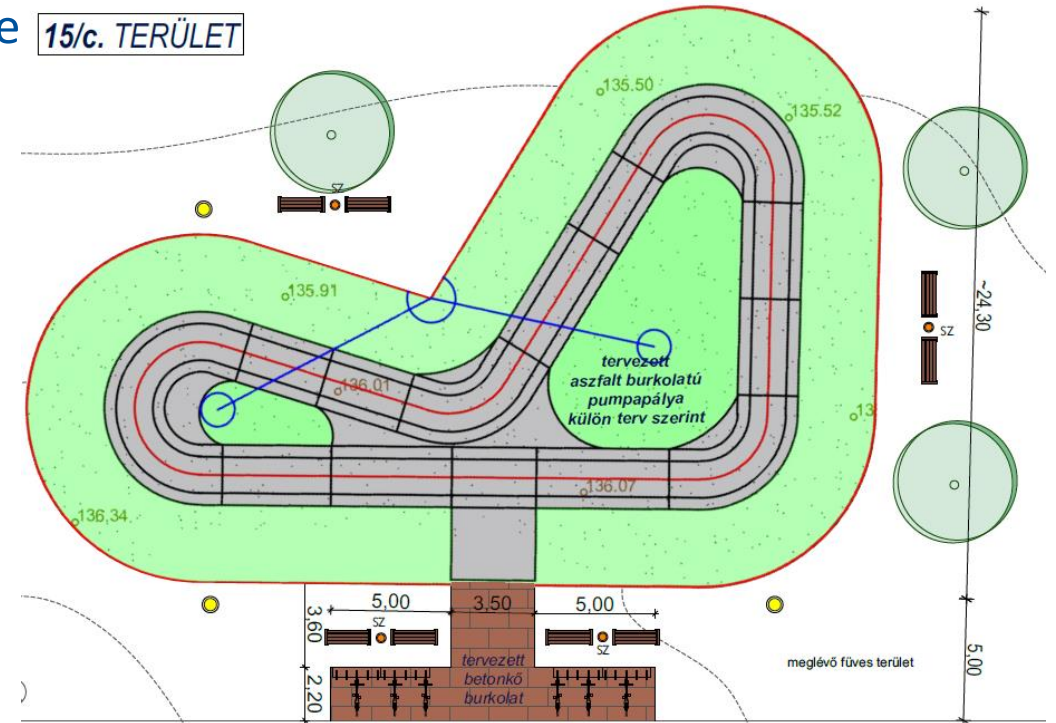 e
15/c. TERÜLET
135.50
135.52
SZ
135.91
~24,30
SZ
tervezett
aszfalt burkolatú
pumpapálya
külön terv szerint
136.01
13
136.07
136,34
5,00
3,50
5,00
3,60
SZ
SZ
tervezett
betonkő
burkolat
meglévő füves terület
5,00
2,20